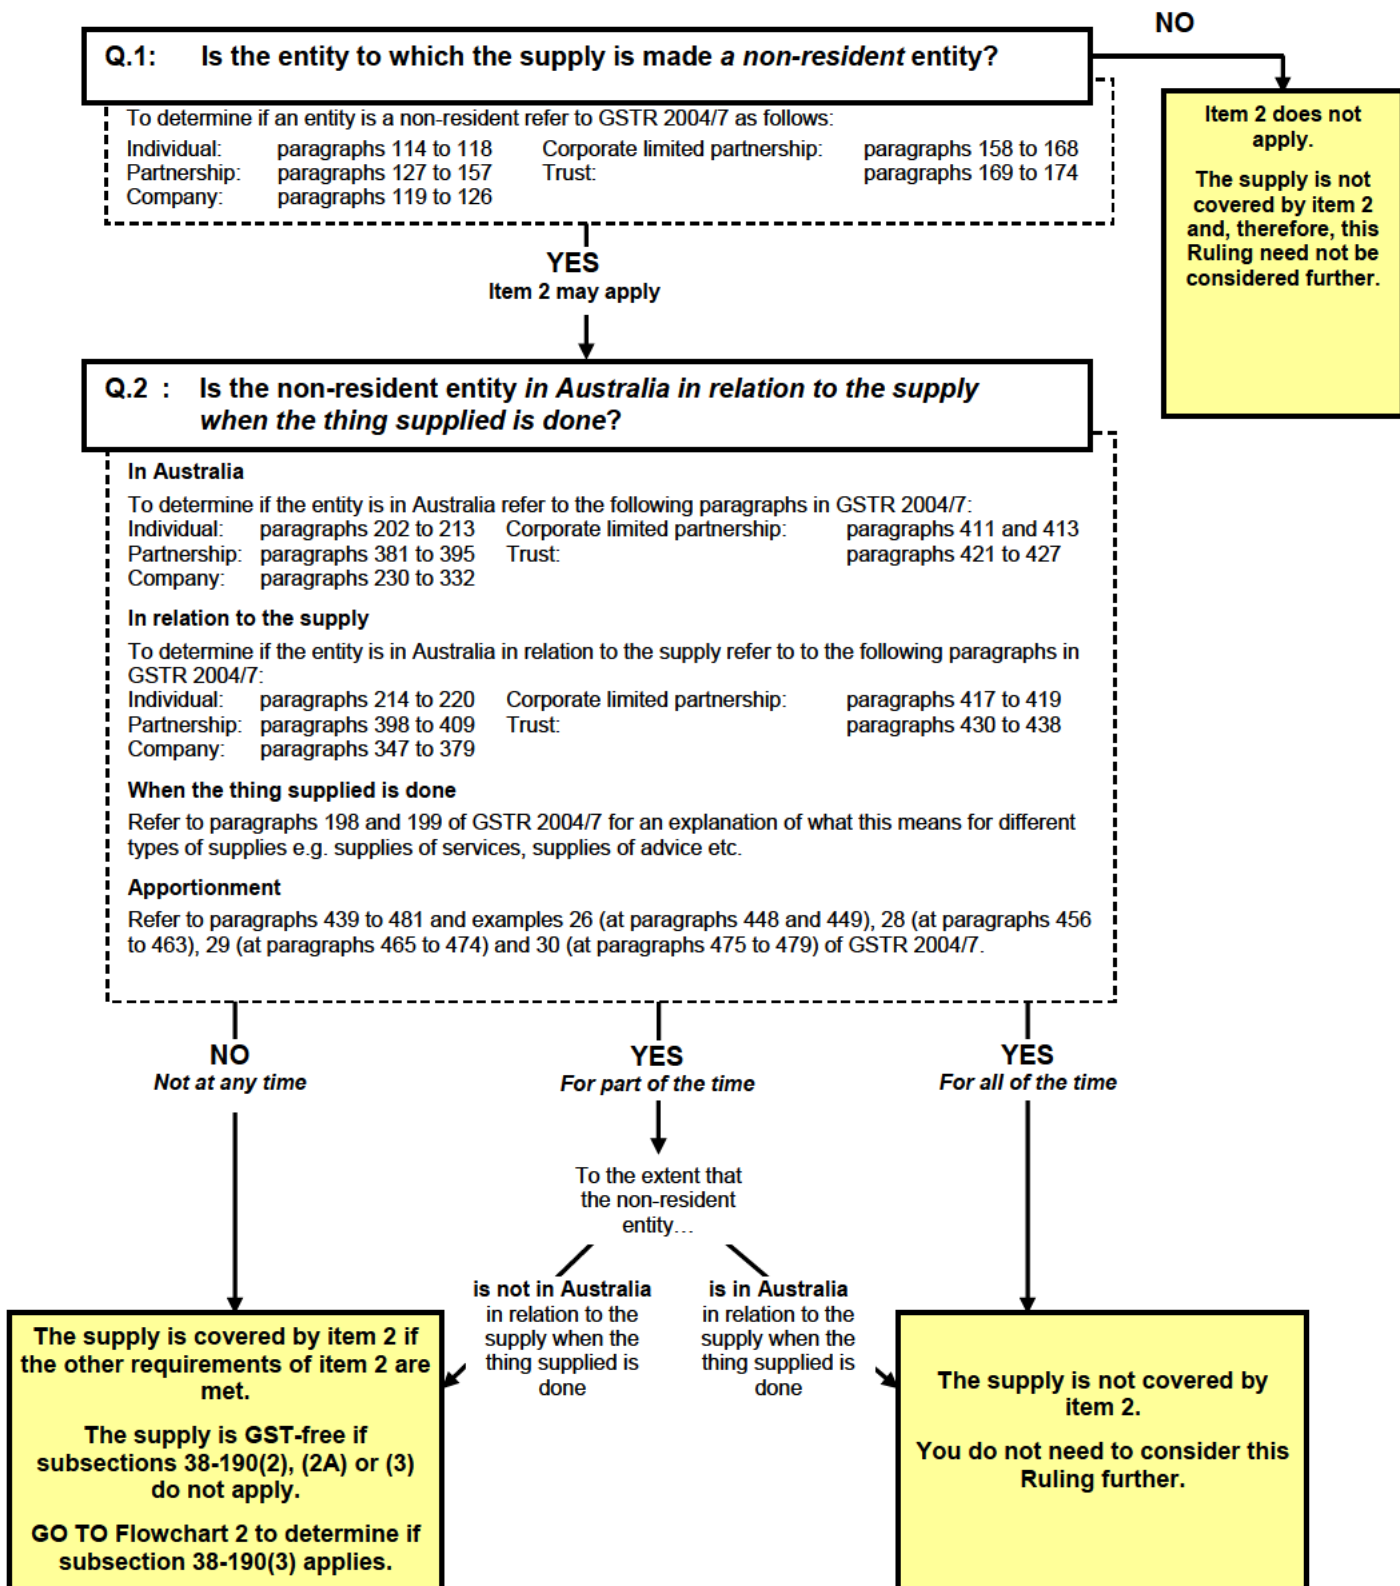 NO
Q.1: Is the entity to which the supply is made a non-resident entity?
To determine if an entity is a non-resident refer to GSTR 2004/7 as follows:
Individual: paragraphs 114 to 118 Corporate limited partnership: paragraphs 158 to 168
Partnership: paragraphs 127 to 157 Trust: paragraphs 169 to 174
Company: paragraphs 119 to 126
Item 2 does not
apply.
The supply is not
covered by item 2
and, therefore, this
Ruling need not be
considered further.
YES
Item 2 may apply
Q.2 : Is the non-resident entity in Australia in relation to the supply
when the thing supplied is done?
In Australia
To determine if the entity is in Australia refer to the following paragraphs in GSTR 2004/7:
Individual: paragraphs 202 to 213 Corporate limited partnership: paragraphs 411 and 413
Partnership: paragraphs 381 to 395 Trust: paragraphs 421 to 427
Company: paragraphs 230 to 332
In relation to the supply
To determine if the entity is in Australia in relation to the supply refer to to the following paragraphs in
GSTR 2004/7:
Individual: paragraphs 214 to 220 Corporate limited partnership: paragraphs 417 to 419
Partnership: paragraphs 398 to 409 Trust: paragraphs 430 to 438
Company: paragraphs 347 to 379
When the thing supplied is done
Refer to paragraphs 198 and 199 of GSTR 2004/7 for an explanation of what this means for different
types of supplies e.g. supplies of services, supplies of advice etc.
Apportionment
Refer to paragraphs 439 to 481 and examples 26 (at paragraphs 448 and 449), 28 (at paragraphs 456
to 463), 29 (at paragraphs 465 to 474) and 30 (at paragraphs 475 to 479) of GSTR 2004/7.
NO
Not at any time
YES
For part of the time
YES
For all of the time
To the extent that
the non-resident
entity…
is not in Australia
in relation to the
supply when the
thing supplied is
done
is in Australia
in relation to the
supply when the
thing supplied is
done
The supply is covered by item 2 if
the other requirements of item 2 are
met.
The supply is GST-free if
subsections 38-190(2), (2A) or (3)
do not apply.
GO TO Flowchart 2 to determine if
subsection 38-190(3) applies.
The supply is not covered by
item 2.
You do not need to consider this
Ruling further.